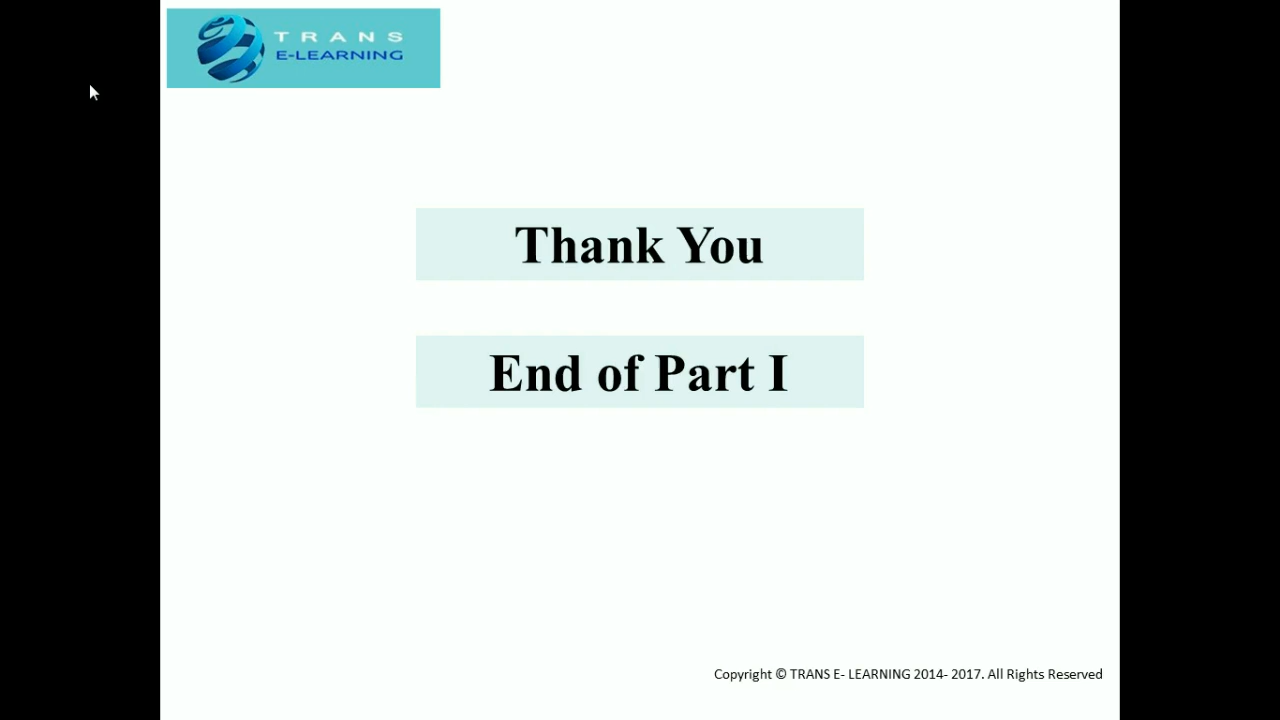 TRANS
E-LEARNING
Thank You
End of Part I
Copyright © TRANS E- LEARNING 2014- 2017. All Rights Reserved